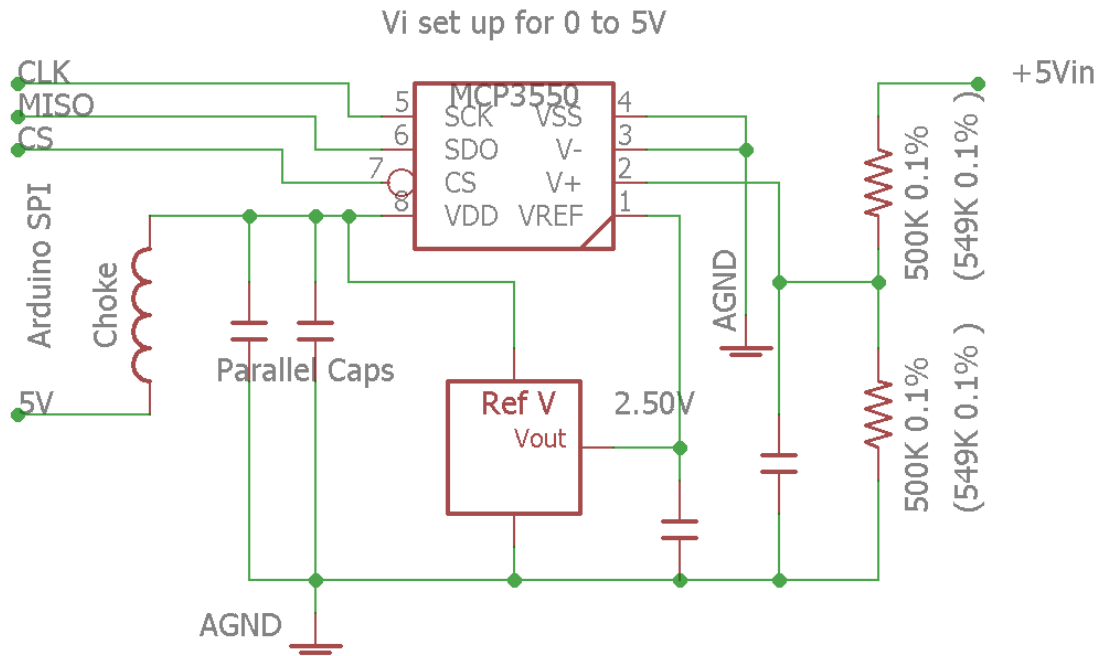 Vi set up for 0 to 5V
CLK
MISO
CS
Arduino SPI
Choke
5V
MCP3550
5 SCK VSS 4
6 SDO V- 3
7 CS V+ 2
8 VDD VREF 1
+5Vin
500K 0.1%
(549K 0.1% )
AGND
Parallel Caps
Ref V
2.50V
Vout
500K 0.1%
(549K 0.1% )
AGND